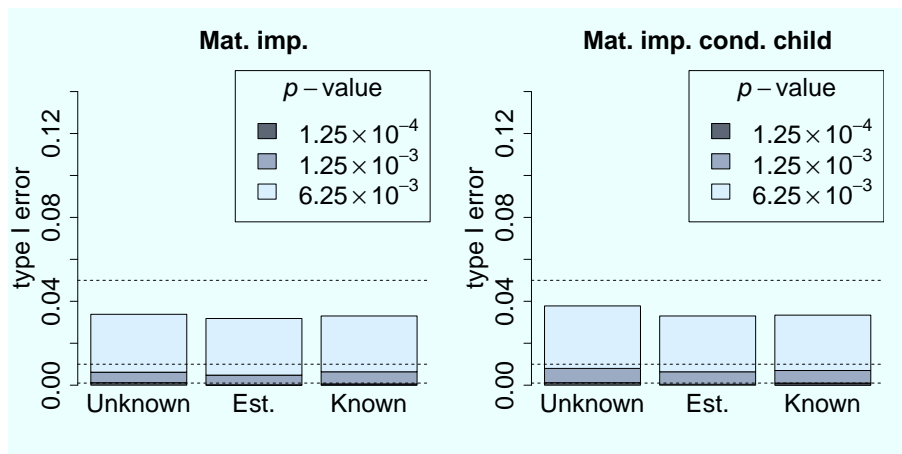 Mat. imp.
p – value
1.25×10⁻⁴
1.25×10⁻³
6.25×10⁻³
type I error
0.00 0.04 0.08 0.12
Unknown Est. Known
Mat. imp. cond. child
p – value
1.25×10⁻⁴
1.25×10⁻³
6.25×10⁻³
type I error
0.00 0.04 0.08 0.12
Unknown Est. Known